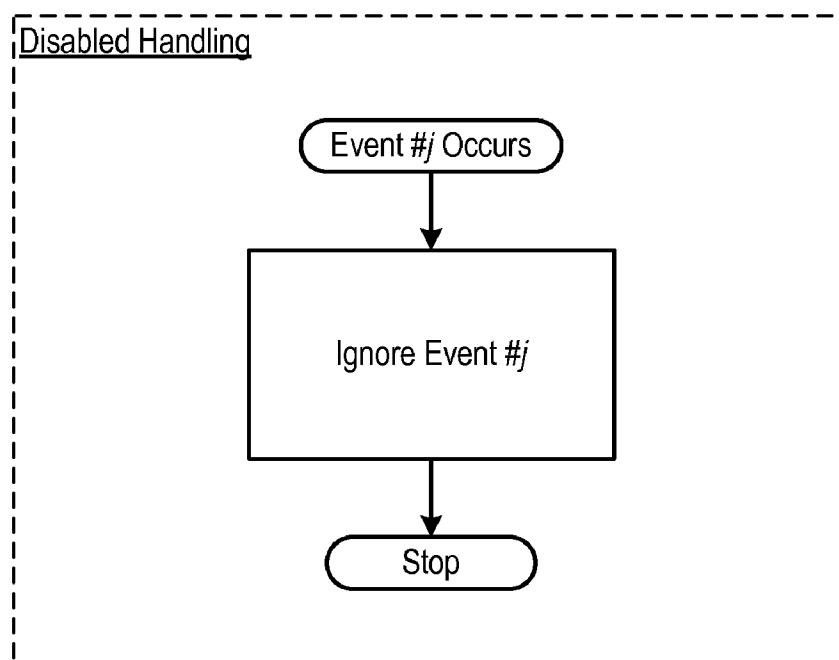 Disabled Handling
Event #j Occurs
Ignore Event #j
Stop